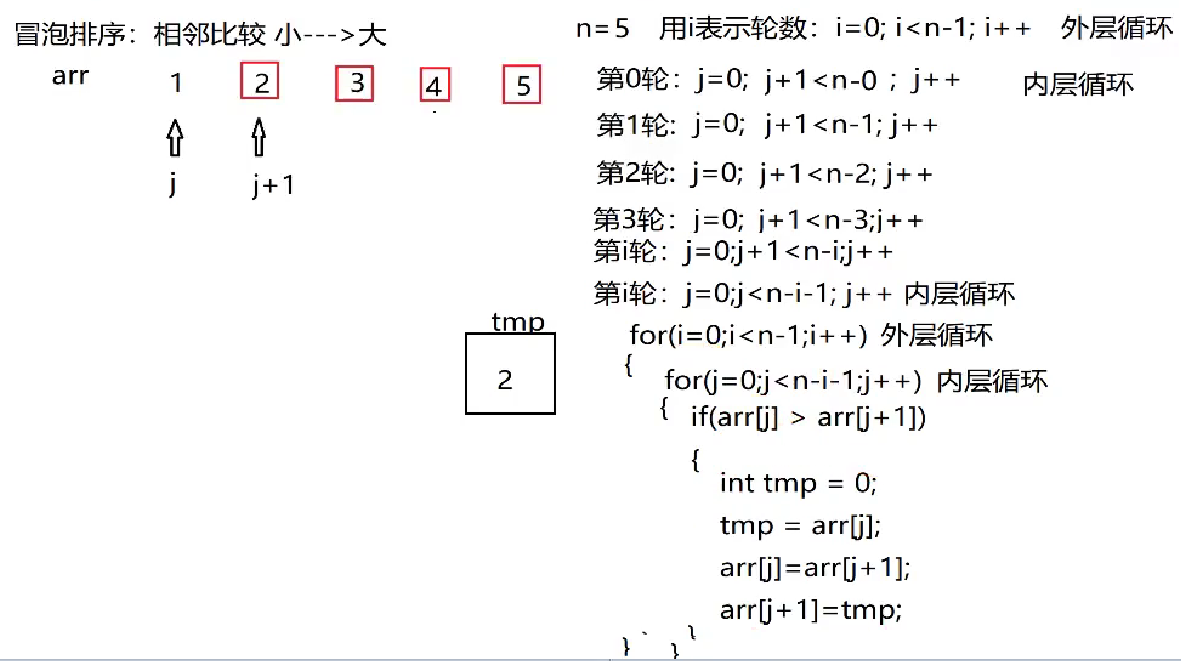 冒泡排序：相邻比较 小--->大
arr 1 2 3 4 5
j j+1
tmp
2
n=5 用i表示轮数：i=0; i<n-1; i++ 外层循环
第0轮：j=0; j+1<n-0 ; j++ 内层循环
第1轮：j=0; j+1<n-1; j++
第2轮：j=0; j+1<n-2; j++
第3轮：j=0; j+1<n-3;j++
第i轮：j=0;j+1<n-i;j++
第i轮：j=0;j<n-i-1; j++ 内层循环
for(i=0;i<n-1;i++) 外层循环
{
for(j=0;j<n-i-1;j++) 内层循环
{ if(arr[j] > arr[j+1])
{
int tmp = 0;
tmp = arr[j];
arr[j]=arr[j+1];
arr[j+1]=tmp;
}
}
}